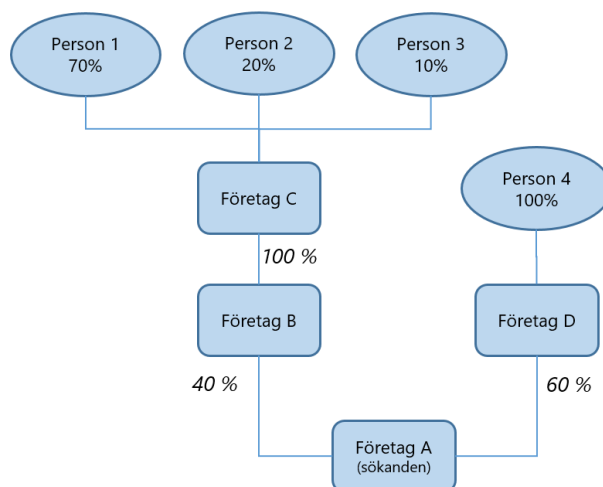 Person 1
70%
Person 2
20%
Person 3
10%
Företag C
Person 4
100%
100 %
Företag B
Företag D
40 %
60 %
Företag A
(sökanden)